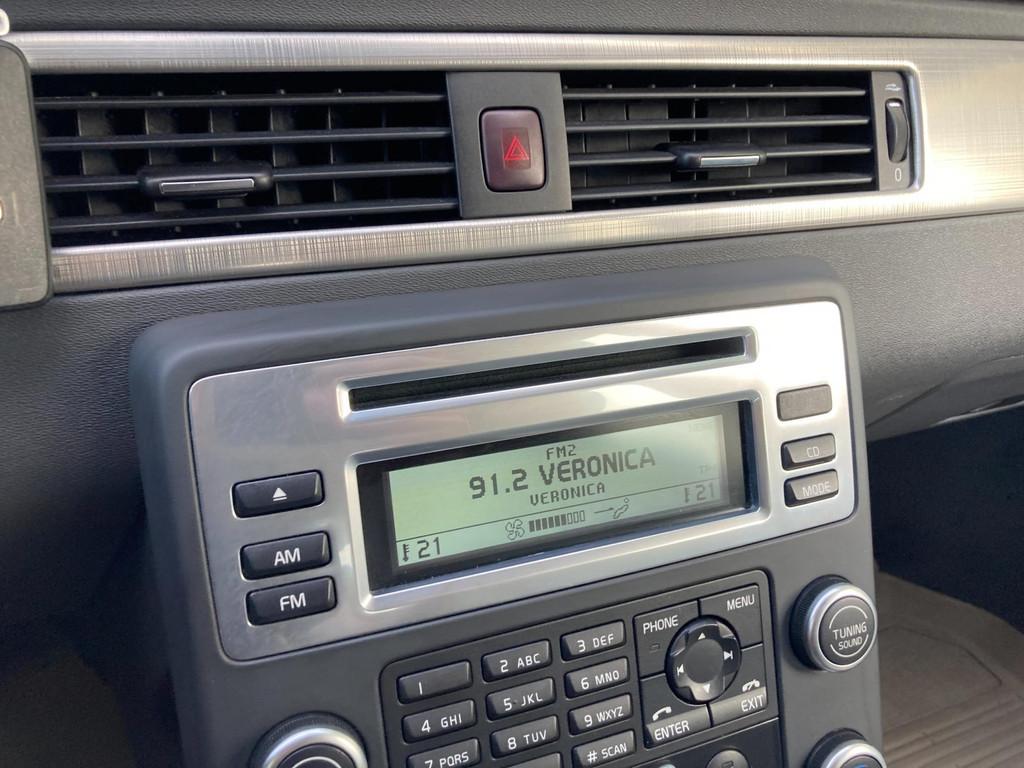 0
FM2
91.2 VERONICA
VERONICA
21
21
CD
MODE
AM
FM
1
2 ABC
3 DEF
4 GHI
5 JKL
6 MNO
7 PQRS
8 TUV
9 WXYZ
# SCAN
PHONE
MENU
ENTER
EXIT
TUNING
SOUND